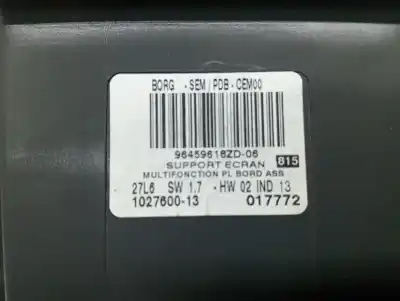 BORG -SEM/PDB-CEM00
96459618ZD-06
SUPPORT ECRAN 815
MULTIFONCTION PL BORD ASS
27L6 SW 1.7 -HW 02 IND 13
1027600-13 017772